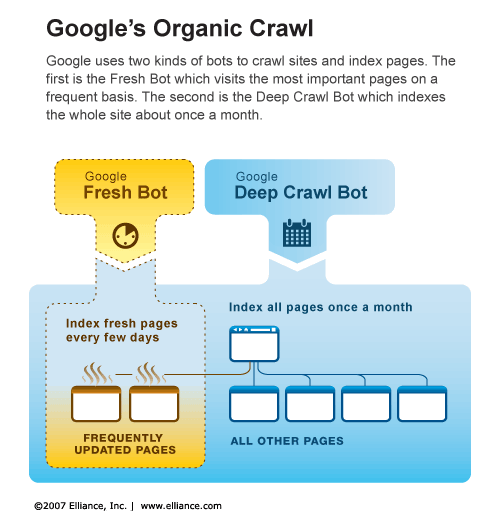 Google's Organic Crawl
Google uses two kinds of bots to crawl sites and index pages. The
first is the Fresh Bot which visits the most important pages on a
frequent basis. The second is the Deep Crawl Bot which indexes
the whole site about once a month.
Google
Fresh Bot
Google
Deep Crawl Bot
Index fresh pages
every few days
Index all pages once a month
FREQUENTLY
UPDATED PAGES
ALL OTHER PAGES
©2007 Elliance, Inc. | www.elliance.com